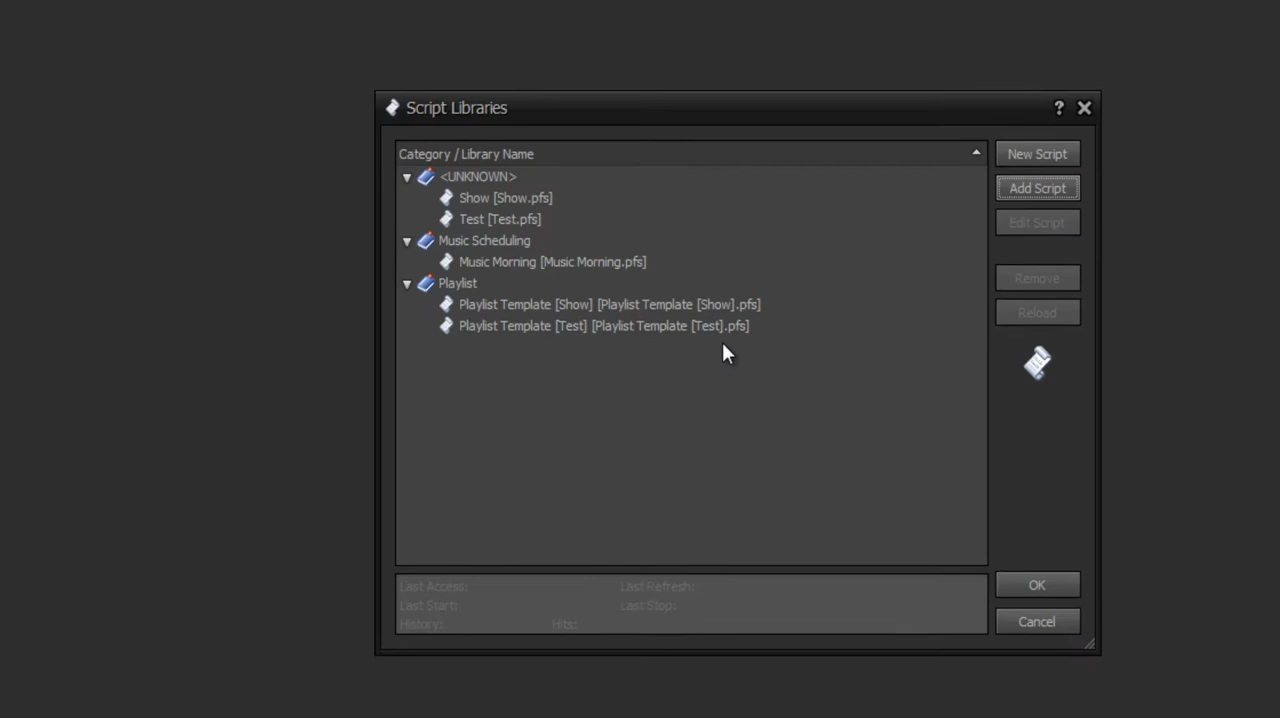 Script Libraries
?
Category / Library Name
New Script
<UNKNOWN>
Add Script
Show [Show.pfs]
Test [Test.pfs]
Edit Script
Music Scheduling
Music Morning [Music Morning.pfs]
Remove
Playlist
Playlist Template [Show] [Playlist Template [Show].pfs]
Reload
Playlist Template [Test] [Playlist Template [Test].pfs]
Last Access: Last Refresh:
OK
Last Start: Last Stop:
History: Hits:
Cancel